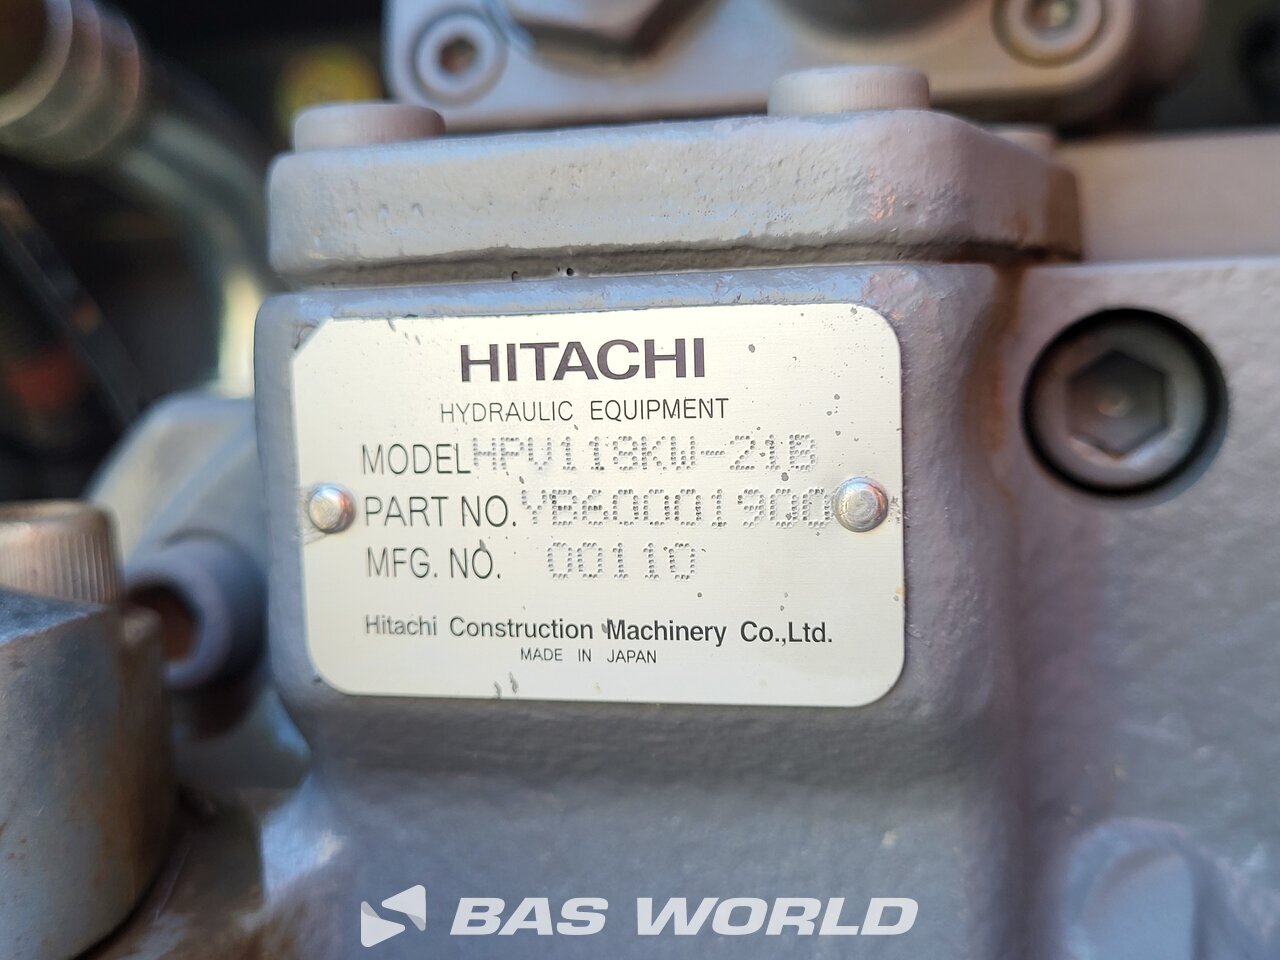 HITACHI
HYDRAULIC EQUIPMENT
MODEL HPV118KW-21B
PART NO. YB60001900
MFG. NO. 00110
Hitachi Construction Machinery Co.,Ltd.
MADE IN JAPAN
BAS WORLD